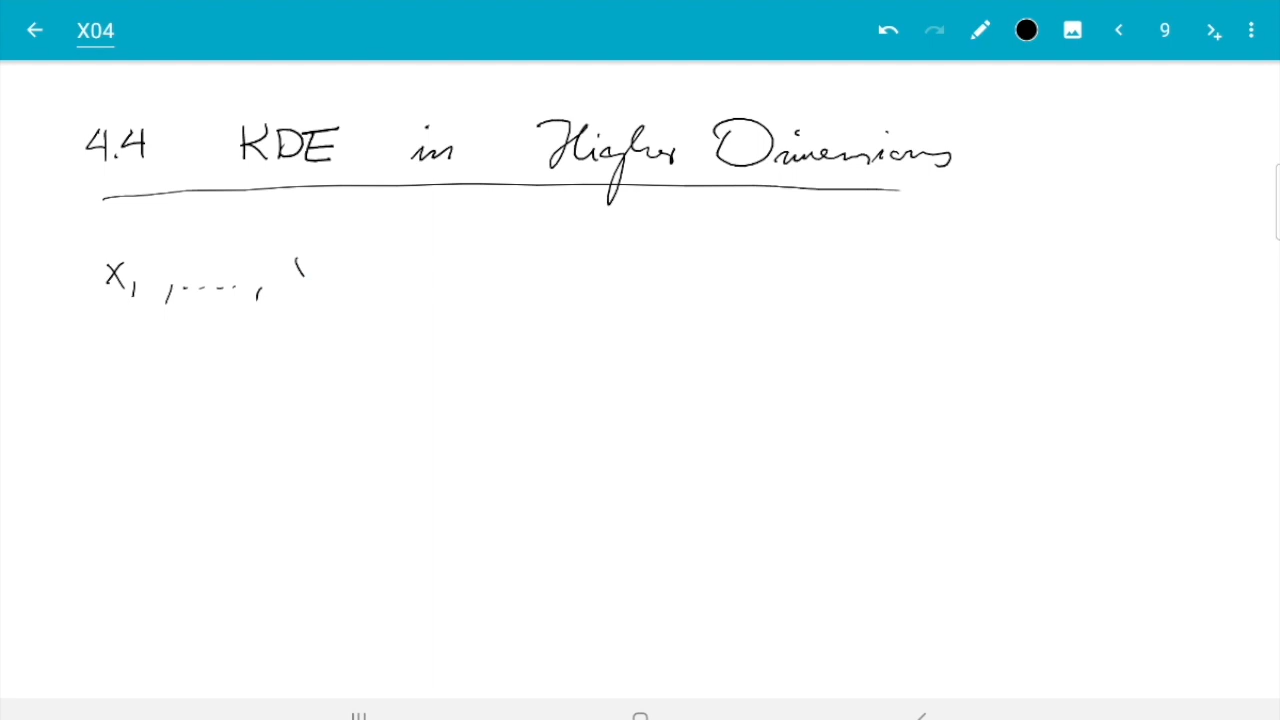 X04
9
4.4 KDE in Higher Dimensions
x₁, ....., \